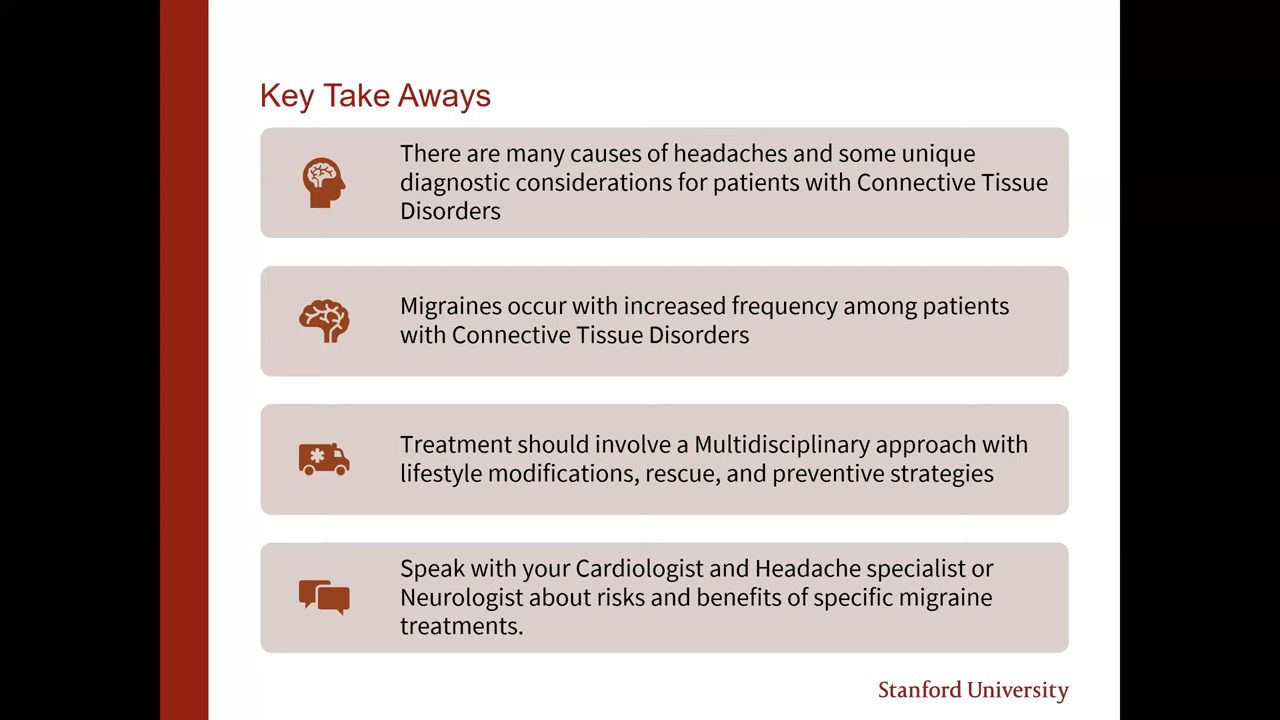 Key Take Aways
There are many causes of headaches and some unique
diagnostic considerations for patients with Connective Tissue
Disorders
Migraines occur with increased frequency among patients
with Connective Tissue Disorders
Treatment should involve a Multidisciplinary approach with
lifestyle modifications, rescue, and preventive strategies
Speak with your Cardiologist and Headache specialist or
Neurologist about risks and benefits of specific migraine
treatments.
Stanford University